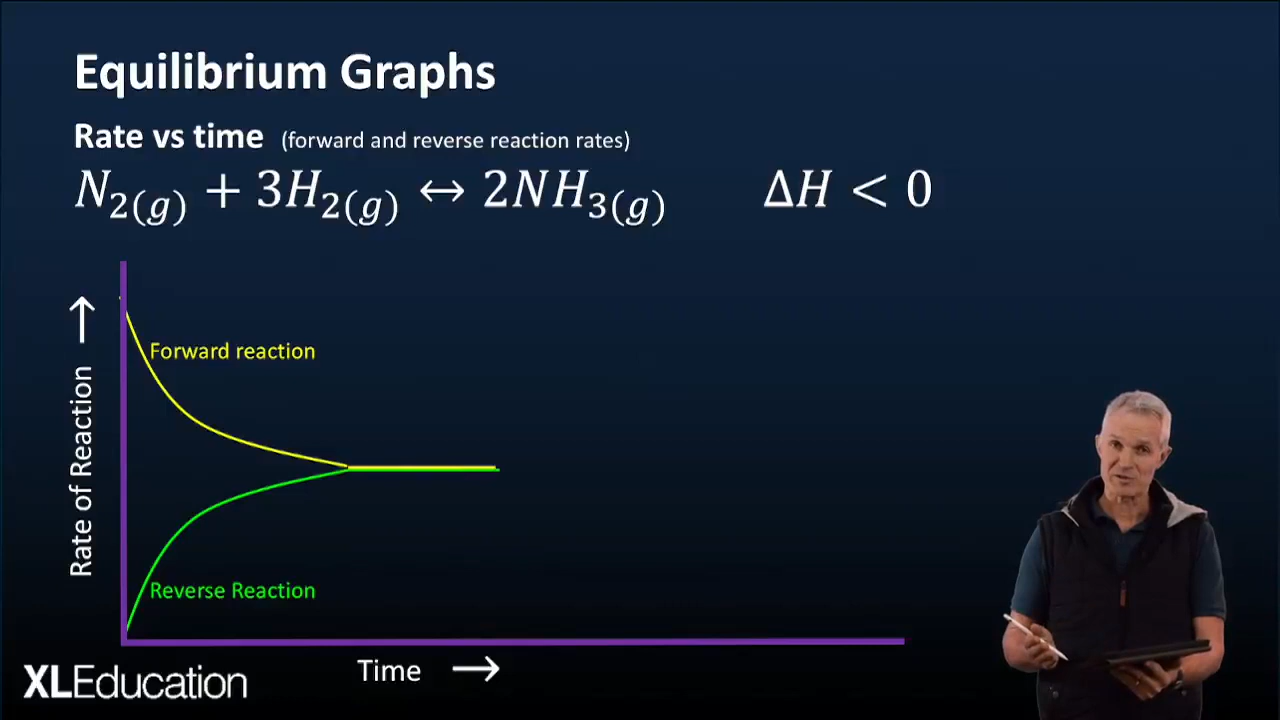 Equilibrium Graphs
Rate vs time (forward and reverse reaction rates)
N₂(g) + 3H₂(g) ↔ 2NH₃(g) ΔH < 0
Rate of Reaction →
Forward reaction
Reverse Reaction
Time →
XLEducation